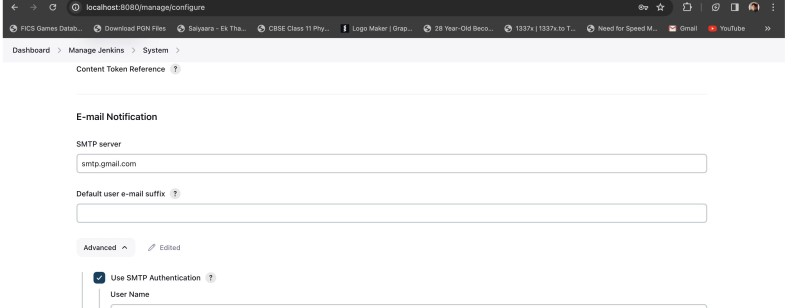 localhost:8080/manage/configure
FICS Games Datab... Download PGN Files Saiyaara – Ek Tha... CBSE Class 11 Phy... Logo Maker | Grap... 28 Year-Old Beco... 1337x | 1337x.to T... Need for Speed M... Gmail YouTube »
Dashboard > Manage Jenkins > System >
Content Token Reference ?
E-mail Notification
SMTP server
smtp.gmail.com
Default user e-mail suffix ?
Advanced Edited
Use SMTP Authentication ?
User Name